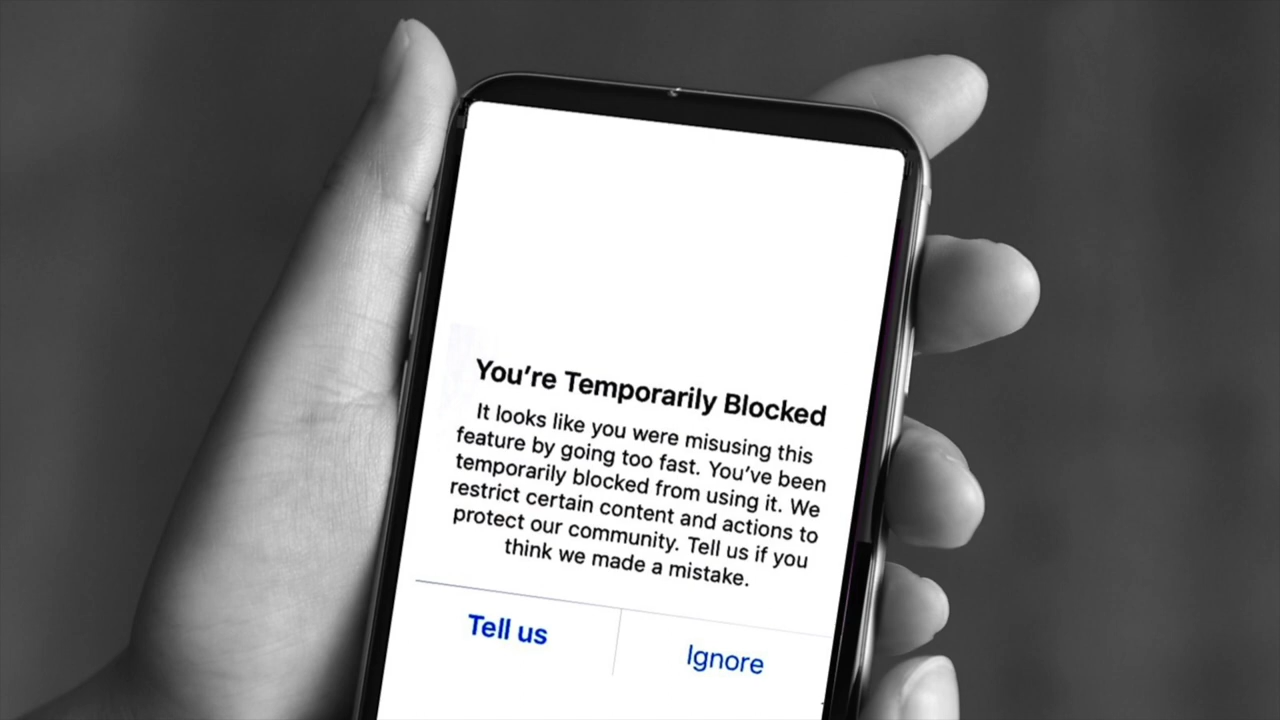 You’re Temporarily Blocked
It looks like you were misusing this
feature by going too fast. You’ve been
temporarily blocked from using it. We
restrict certain content and actions to
protect our community. Tell us if you
think we made a mistake.
Tell us
Ignore